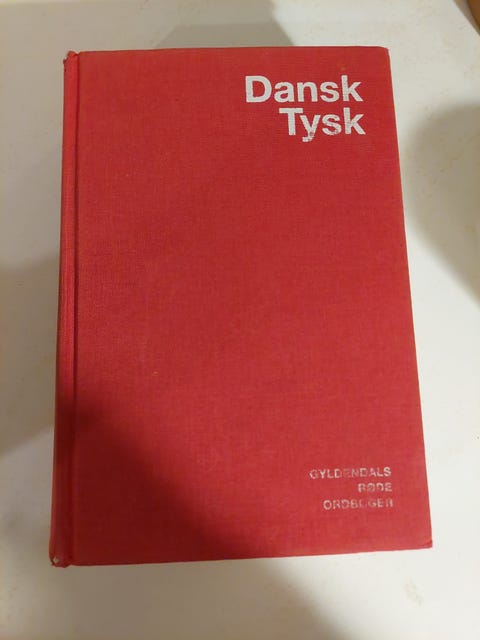 Dansk
Tysk
GYLDENDALS
RØDE
ORDBØGER